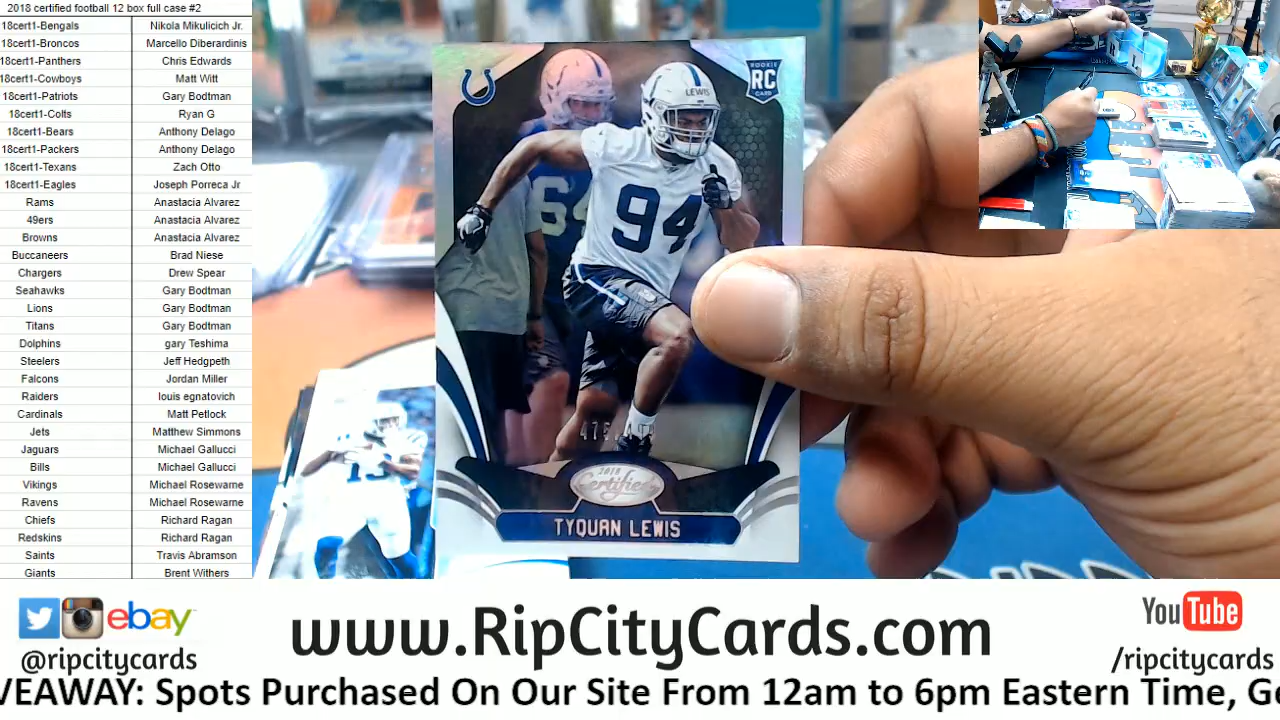 2018 certified football 12 box full case #2
18cert1-Bengals Nikola Mikulicich Jr.
18cert1-Broncos Marcello Diberardinis
18cert1-Panthers Chris Edwards
18cert1-Cowboys Matt Witt
18cert1-Patriots Gary Bodtman
18cert1-Colts Ryan G
18cert1-Bears Anthony Delago
18cert1-Packers Anthony Delago
18cert1-Texans Zach Otto
18cert1-Eagles Joseph Porreca Jr
Rams Anastacia Alvarez
49ers Anastacia Alvarez
Browns Anastacia Alvarez
Buccaneers Brad Niese
Chargers Drew Spear
Seahawks Gary Bodtman
Lions Gary Bodtman
Titans Gary Bodtman
Dolphins gary Teshima
Steelers Jeff Hedgpeth
Falcons Jordan Miller
Raiders louis egnatovich
Cardinals Matt Petlock
Jets Matthew Simmons
Jaguars Michael Gallucci
Bills Michael Gallucci
Vikings Michael Rosewarne
Ravens Michael Rosewarne
Chiefs Richard Ragan
Redskins Richard Ragan
Saints Travis Abramson
Giants Brent Withers
ROOKIE
RC
CARD
LEWIS
64
94
2018
Certified
TYQUAN LEWIS
ebay
@ripcitycards
www.RipCityCards.com
YouTube
/ripcitycards
VEAWAY: Spots Purchased On Our Site From 12am to 6pm Eastern Time, G